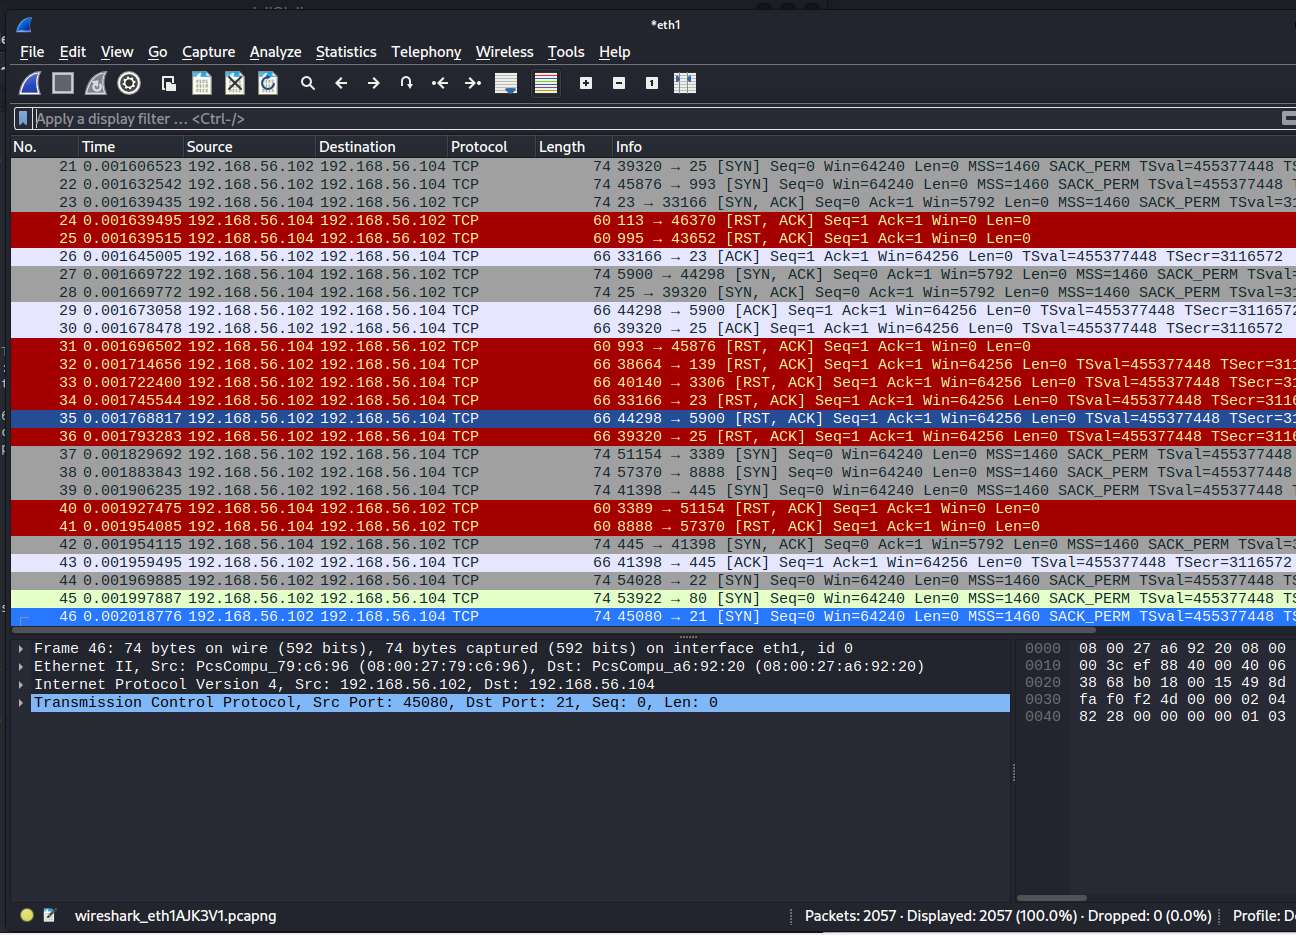 *eth1
File Edit View Go Capture Analyze Statistics Telephony Wireless Tools Help
Apply a display filter … <Ctrl-/>
No. Time Source Destination Protocol Length Info
21 0.001606523 192.168.56.102 192.168.56.104 TCP 74 39320 → 25 [SYN] Seq=0 Win=64240 Len=0 MSS=1460 SACK_PERM TSval=455377448 TS
22 0.001632542 192.168.56.102 192.168.56.104 TCP 74 45876 → 993 [SYN] Seq=0 Win=64240 Len=0 MSS=1460 SACK_PERM TSval=455377448 T
23 0.001639435 192.168.56.104 192.168.56.102 TCP 74 23 → 33166 [SYN, ACK] Seq=0 Ack=1 Win=5792 Len=0 MSS=1460 SACK_PERM TSval=31
24 0.001639495 192.168.56.104 192.168.56.102 TCP 60 113 → 46370 [RST, ACK] Seq=1 Ack=1 Win=0 Len=0
25 0.001639515 192.168.56.104 192.168.56.102 TCP 60 995 → 43652 [RST, ACK] Seq=1 Ack=1 Win=0 Len=0
26 0.001645005 192.168.56.102 192.168.56.104 TCP 66 33166 → 23 [ACK] Seq=1 Ack=1 Win=64256 Len=0 TSval=455377448 TSecr=3116572
27 0.001669722 192.168.56.104 192.168.56.102 TCP 74 5900 → 44298 [SYN, ACK] Seq=0 Ack=1 Win=5792 Len=0 MSS=1460 SACK_PERM TSval=
28 0.001669772 192.168.56.104 192.168.56.102 TCP 74 25 → 39320 [SYN, ACK] Seq=0 Ack=1 Win=5792 Len=0 MSS=1460 SACK_PERM TSval=31
29 0.001673058 192.168.56.102 192.168.56.104 TCP 66 44298 → 5900 [ACK] Seq=1 Ack=1 Win=64256 Len=0 TSval=455377448 TSecr=3116572
30 0.001678478 192.168.56.102 192.168.56.104 TCP 66 39320 → 25 [ACK] Seq=1 Ack=1 Win=64256 Len=0 TSval=455377448 TSecr=3116572
31 0.001696502 192.168.56.104 192.168.56.102 TCP 60 993 → 45876 [RST, ACK] Seq=1 Ack=1 Win=0 Len=0
32 0.001714656 192.168.56.102 192.168.56.104 TCP 66 38664 → 139 [RST, ACK] Seq=1 Ack=1 Win=64256 Len=0 TSval=455377448 TSecr=311
33 0.001722400 192.168.56.102 192.168.56.104 TCP 66 40140 → 3306 [RST, ACK] Seq=1 Ack=1 Win=64256 Len=0 TSval=455377448 TSecr=31
34 0.001745544 192.168.56.102 192.168.56.104 TCP 66 33166 → 23 [RST, ACK] Seq=1 Ack=1 Win=64256 Len=0 TSval=455377448 TSecr=3116
35 0.001768817 192.168.56.102 192.168.56.104 TCP 66 44298 → 5900 [RST, ACK] Seq=1 Ack=1 Win=64256 Len=0 TSval=455377448 TSecr=31
36 0.001793283 192.168.56.102 192.168.56.104 TCP 66 39320 → 25 [RST, ACK] Seq=1 Ack=1 Win=64256 Len=0 TSval=455377448 TSecr=3116
37 0.001829692 192.168.56.102 192.168.56.104 TCP 74 51154 → 3389 [SYN] Seq=0 Win=64240 Len=0 MSS=1460 SACK_PERM TSval=455377448
38 0.001883843 192.168.56.102 192.168.56.104 TCP 74 57370 → 8888 [SYN] Seq=0 Win=64240 Len=0 MSS=1460 SACK_PERM TSval=455377448
39 0.001906235 192.168.56.102 192.168.56.104 TCP 74 41398 → 445 [SYN] Seq=0 Win=64240 Len=0 MSS=1460 SACK_PERM TSval=455377448 T
40 0.001927475 192.168.56.104 192.168.56.102 TCP 60 3389 → 51154 [RST, ACK] Seq=1 Ack=1 Win=0 Len=0
41 0.001954085 192.168.56.104 192.168.56.102 TCP 60 8888 → 57370 [RST, ACK] Seq=1 Ack=1 Win=0 Len=0
42 0.001954115 192.168.56.104 192.168.56.102 TCP 74 445 → 41398 [SYN, ACK] Seq=0 Ack=1 Win=5792 Len=0 MSS=1460 SACK_PERM TSval=3
43 0.001959495 192.168.56.102 192.168.56.104 TCP 66 41398 → 445 [ACK] Seq=1 Ack=1 Win=64256 Len=0 TSval=455377448 TSecr=3116572
44 0.001969885 192.168.56.102 192.168.56.104 TCP 74 54028 → 22 [SYN] Seq=0 Win=64240 Len=0 MSS=1460 SACK_PERM TSval=455377448 TS
45 0.001997887 192.168.56.102 192.168.56.104 TCP 74 53922 → 80 [SYN] Seq=0 Win=64240 Len=0 MSS=1460 SACK_PERM TSval=455377448 TS
46 0.002018776 192.168.56.102 192.168.56.104 TCP 74 45080 → 21 [SYN] Seq=0 Win=64240 Len=0 MSS=1460 SACK_PERM TSval=455377448 TS
Frame 46: 74 bytes on wire (592 bits), 74 bytes captured (592 bits) on interface eth1, id 0
Ethernet II, Src: PcsCompu_79:c6:96 (08:00:27:79:c6:96), Dst: PcsCompu_a6:92:20 (08:00:27:a6:92:20)
Internet Protocol Version 4, Src: 192.168.56.102, Dst: 192.168.56.104
Transmission Control Protocol, Src Port: 45080, Dst Port: 21, Seq: 0, Len: 0
0000 08 00 27 a6 92 20 08 00
0010 00 3c ef 88 40 00 40 06
0020 38 68 b0 18 00 15 49 8d
0030 fa f0 f2 4d 00 00 02 04
0040 82 28 00 00 00 00 01 03
wireshark_eth1AJK3V1.pcapng
Packets: 2057 · Displayed: 2057 (100.0%) · Dropped: 0 (0.0%)
Profile: De